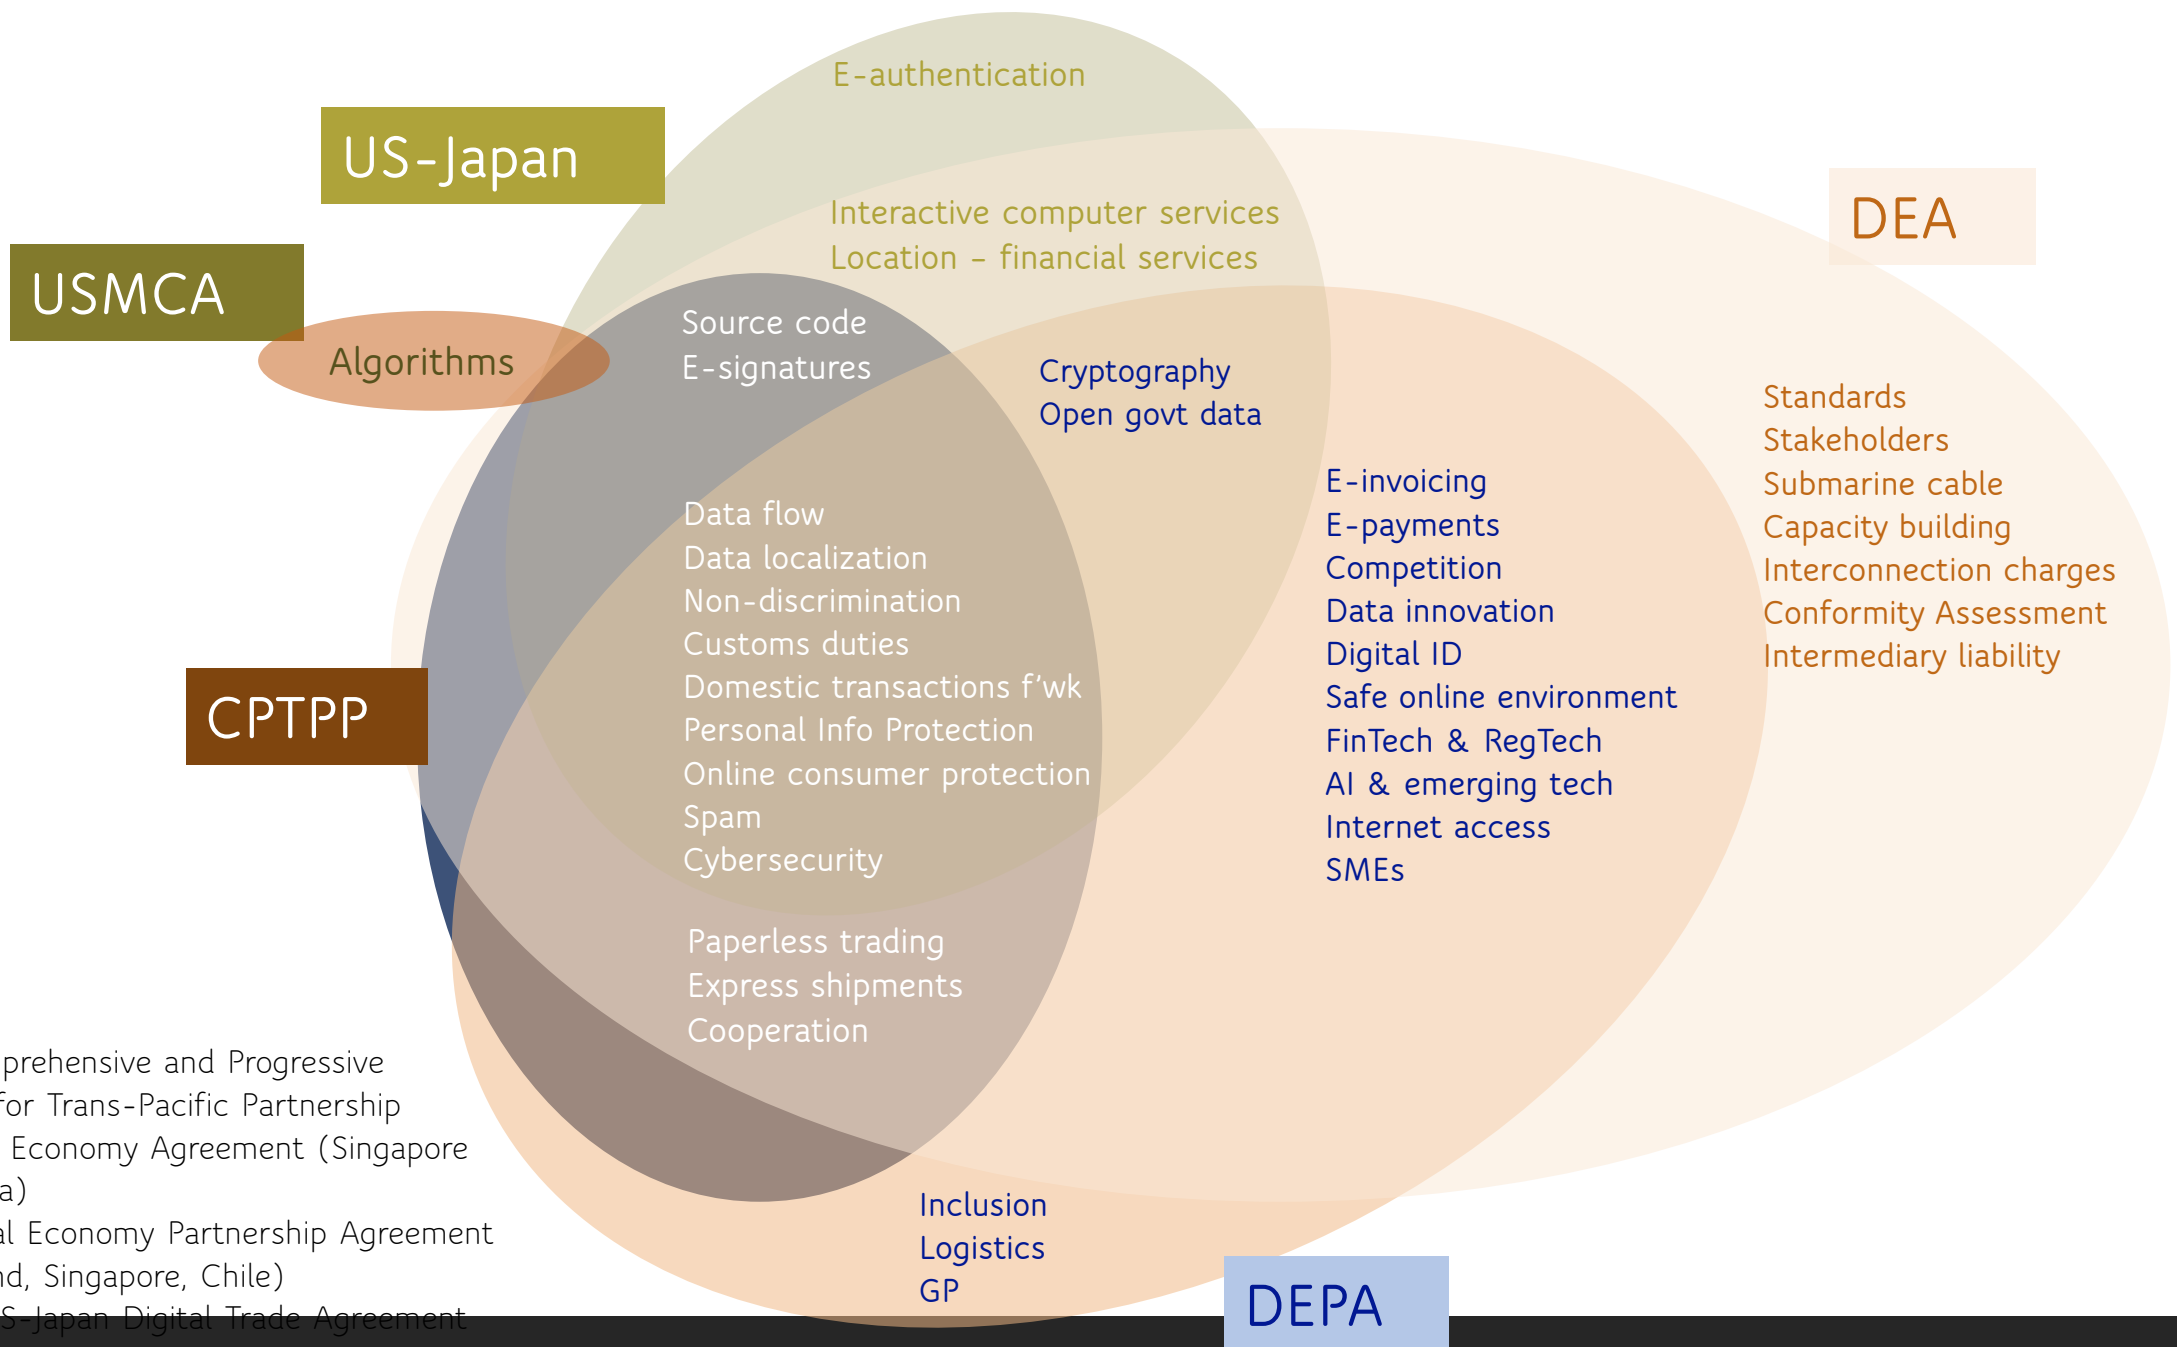 E-authentication
US-Japan
Interactive computer services
Location – financial services
DEA
USMCA
Algorithms
Source code
E-signatures
Cryptography
Open govt data
Standards
Stakeholders
Submarine cable
Capacity building
Interconnection charges
Conformity Assessment
Intermediary liability
E-invoicing
E-payments
Competition
Data innovation
Digital ID
Safe online environment
FinTech & RegTech
AI & emerging tech
Internet access
SMEs
Data flow
Data localization
Non-discrimination
Customs duties
Domestic transactions f'wk
Personal Info Protection
Online consumer protection
Spam
Cybersecurity
CPTPP
Paperless trading
Express shipments
Cooperation
prehensive and Progressive
for Trans-Pacific Partnership
Economy Agreement (Singapore
a)
al Economy Partnership Agreement
nd, Singapore, Chile)
S-Japan Digital Trade Agreement
Inclusion
Logistics
GP
DEPA